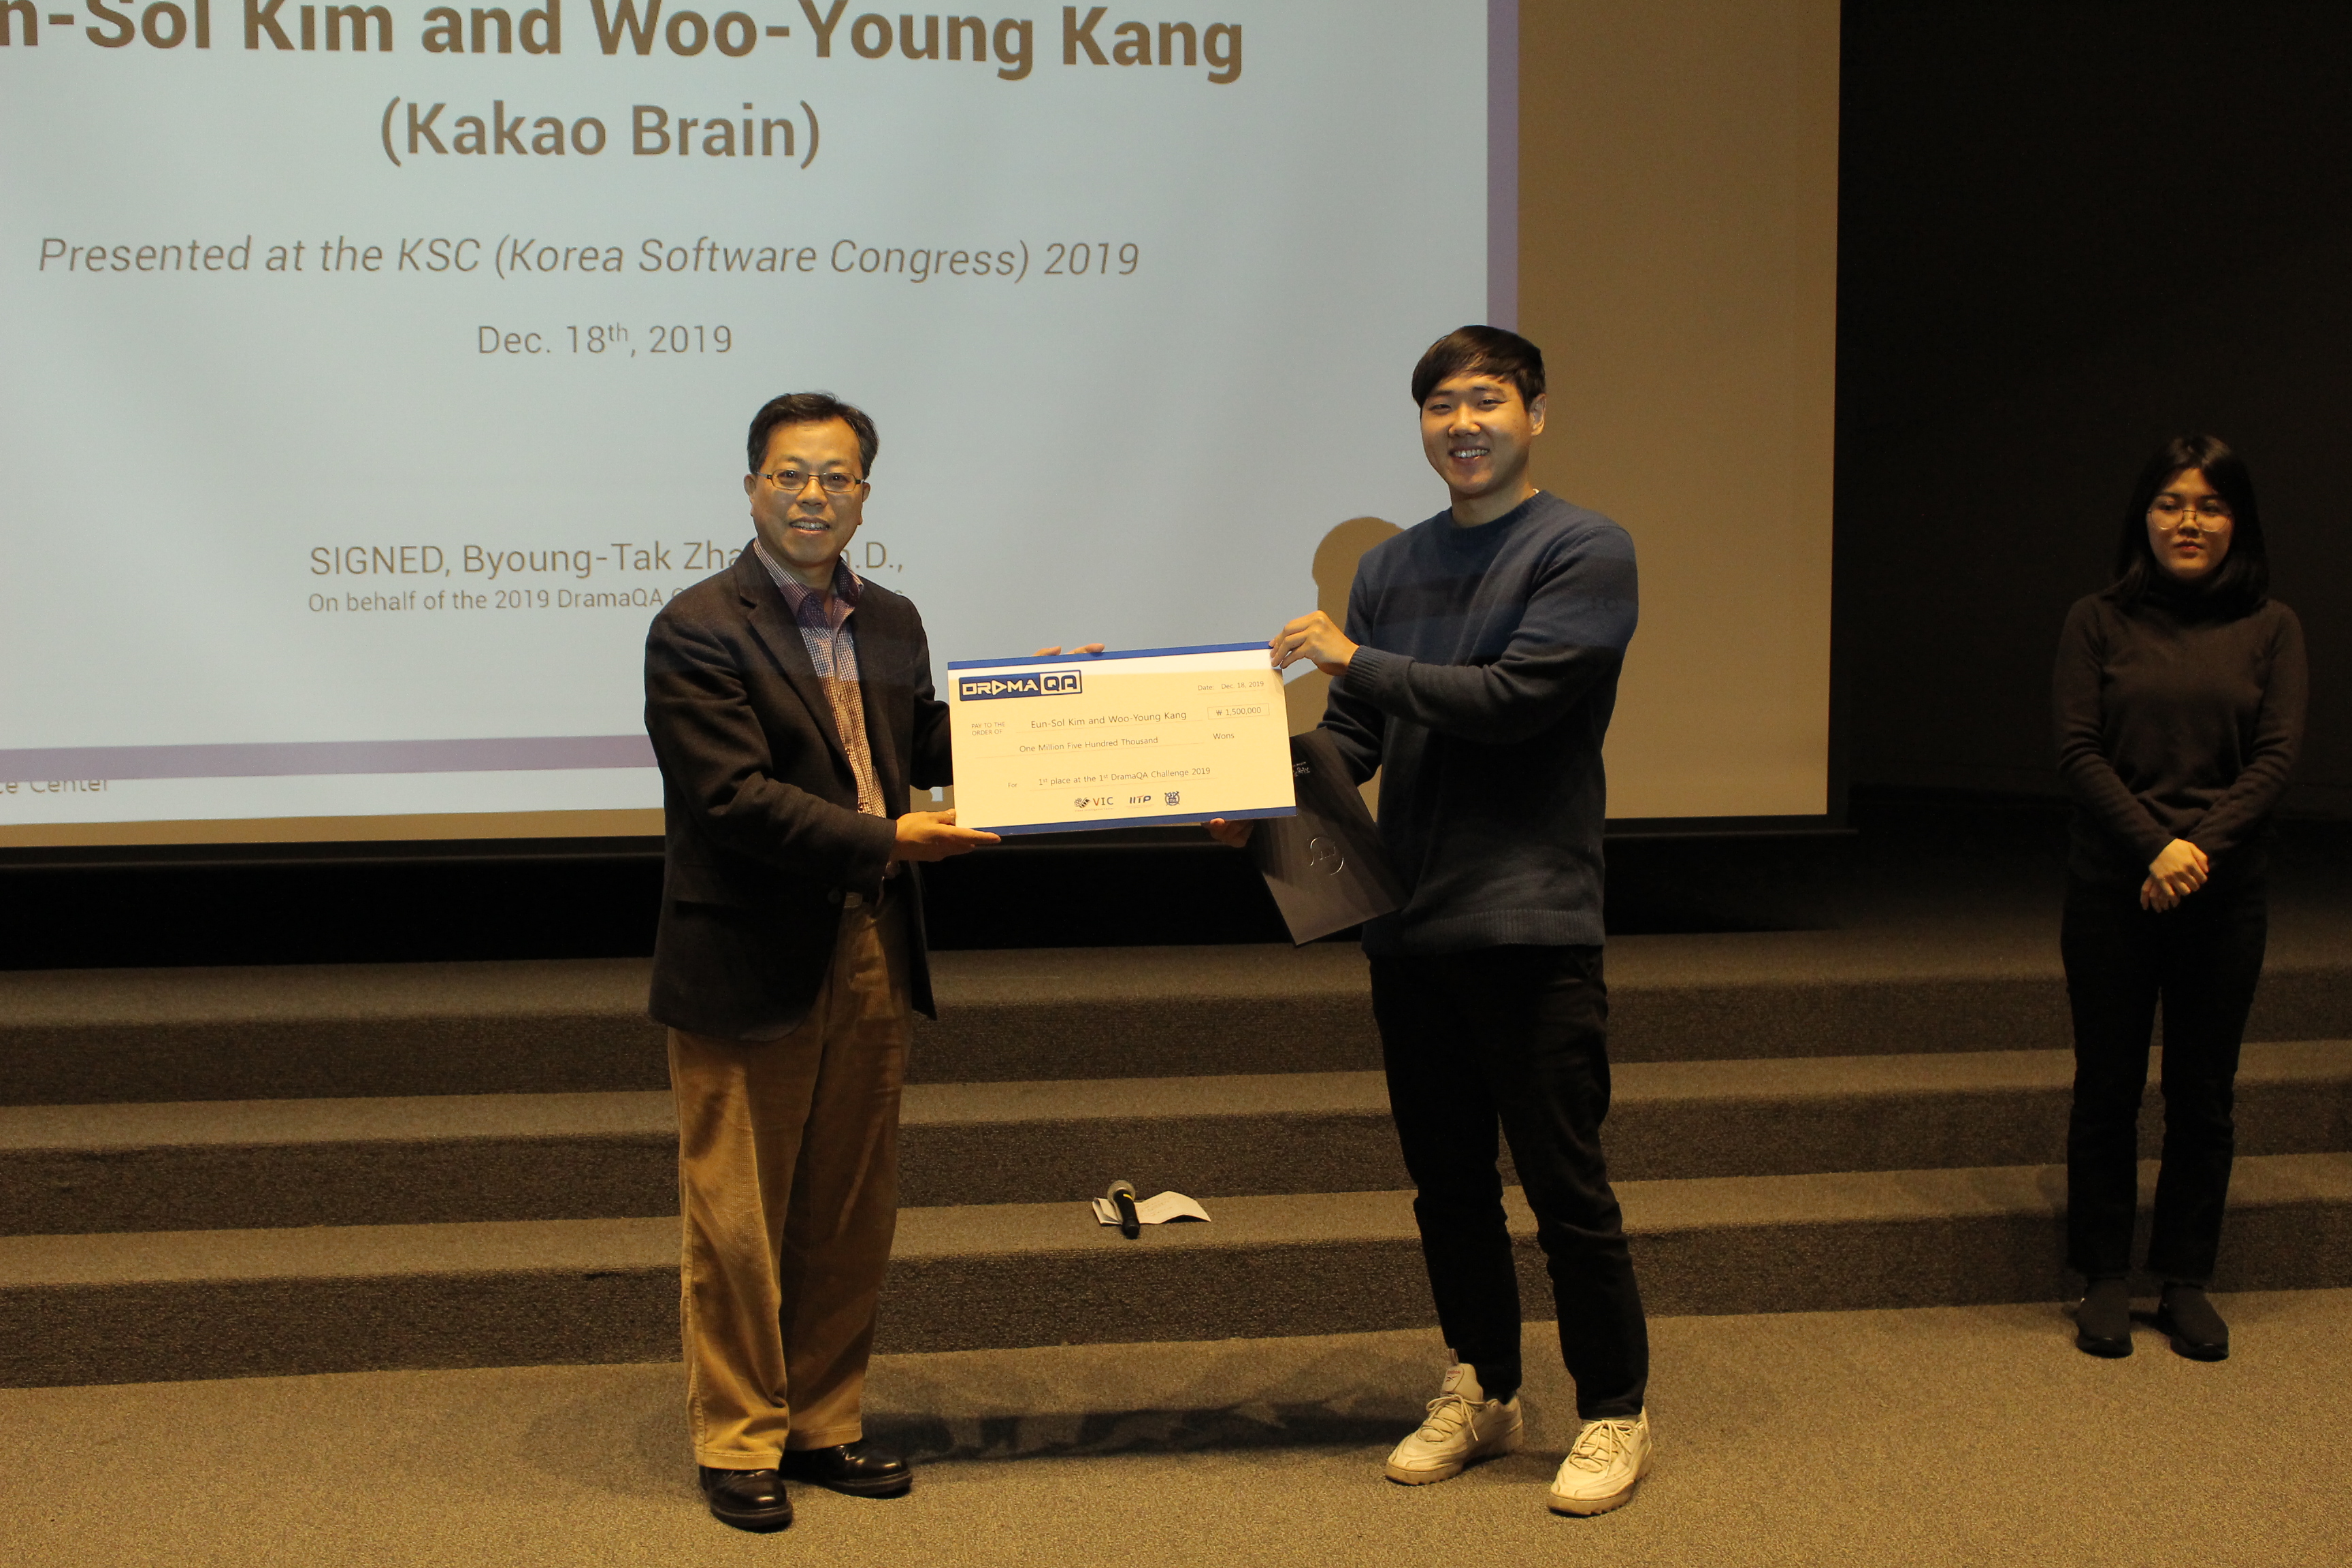 n-Sol Kim and Woo-Young Kang
(Kakao Brain)
Presented at the KSC (Korea Software Congress) 2019
Dec. 18th, 2019
SIGNED, Byoung-Tak Zha .D.,
On behalf of the 2019 DramaQA
ce Center
DRAMA QA
Date: Dec. 18, 2019
PAY TO THE
ORDER OF
Eun-Sol Kim and Woo-Young Kang
₩ 1,500,000
One Million Five Hundred Thousand Wons
For 1st place at the 1st DramaQA Challenge 2019
VIC IITP